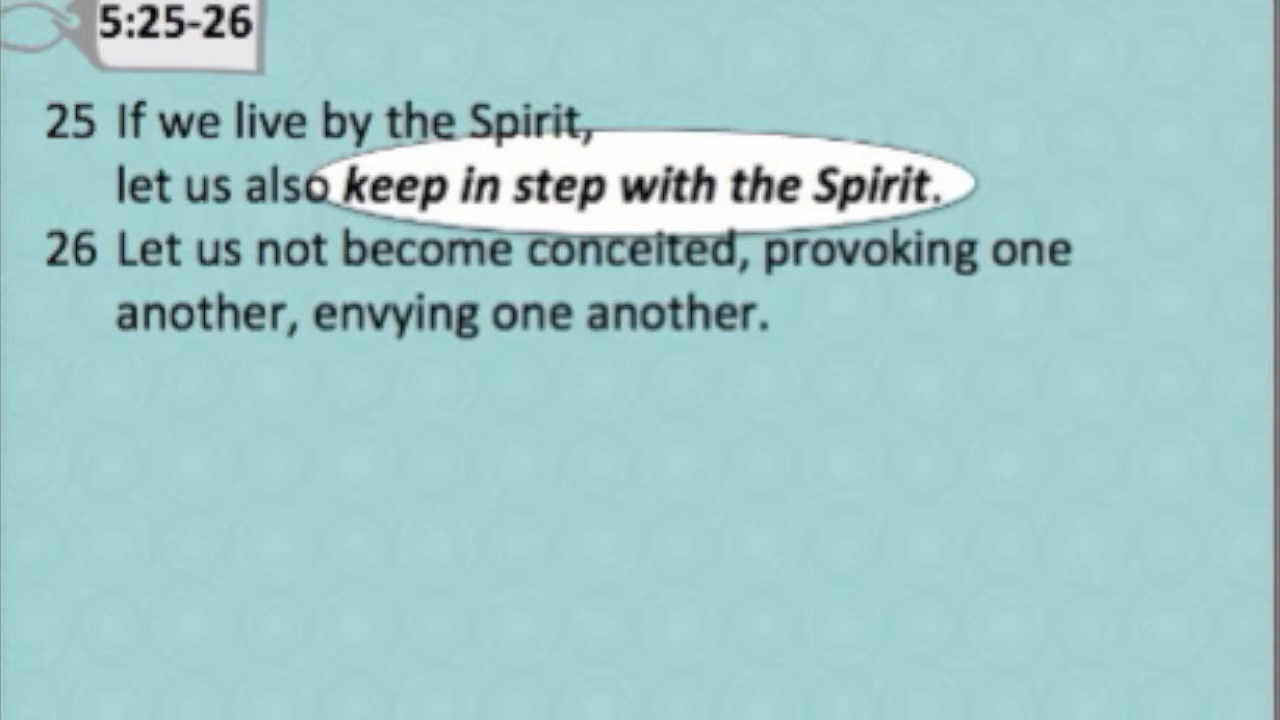 5:25-26
25 If we live by the Spirit,
let us also keep in step with the Spirit.
26 Let us not become conceited, provoking one
another, envying one another.